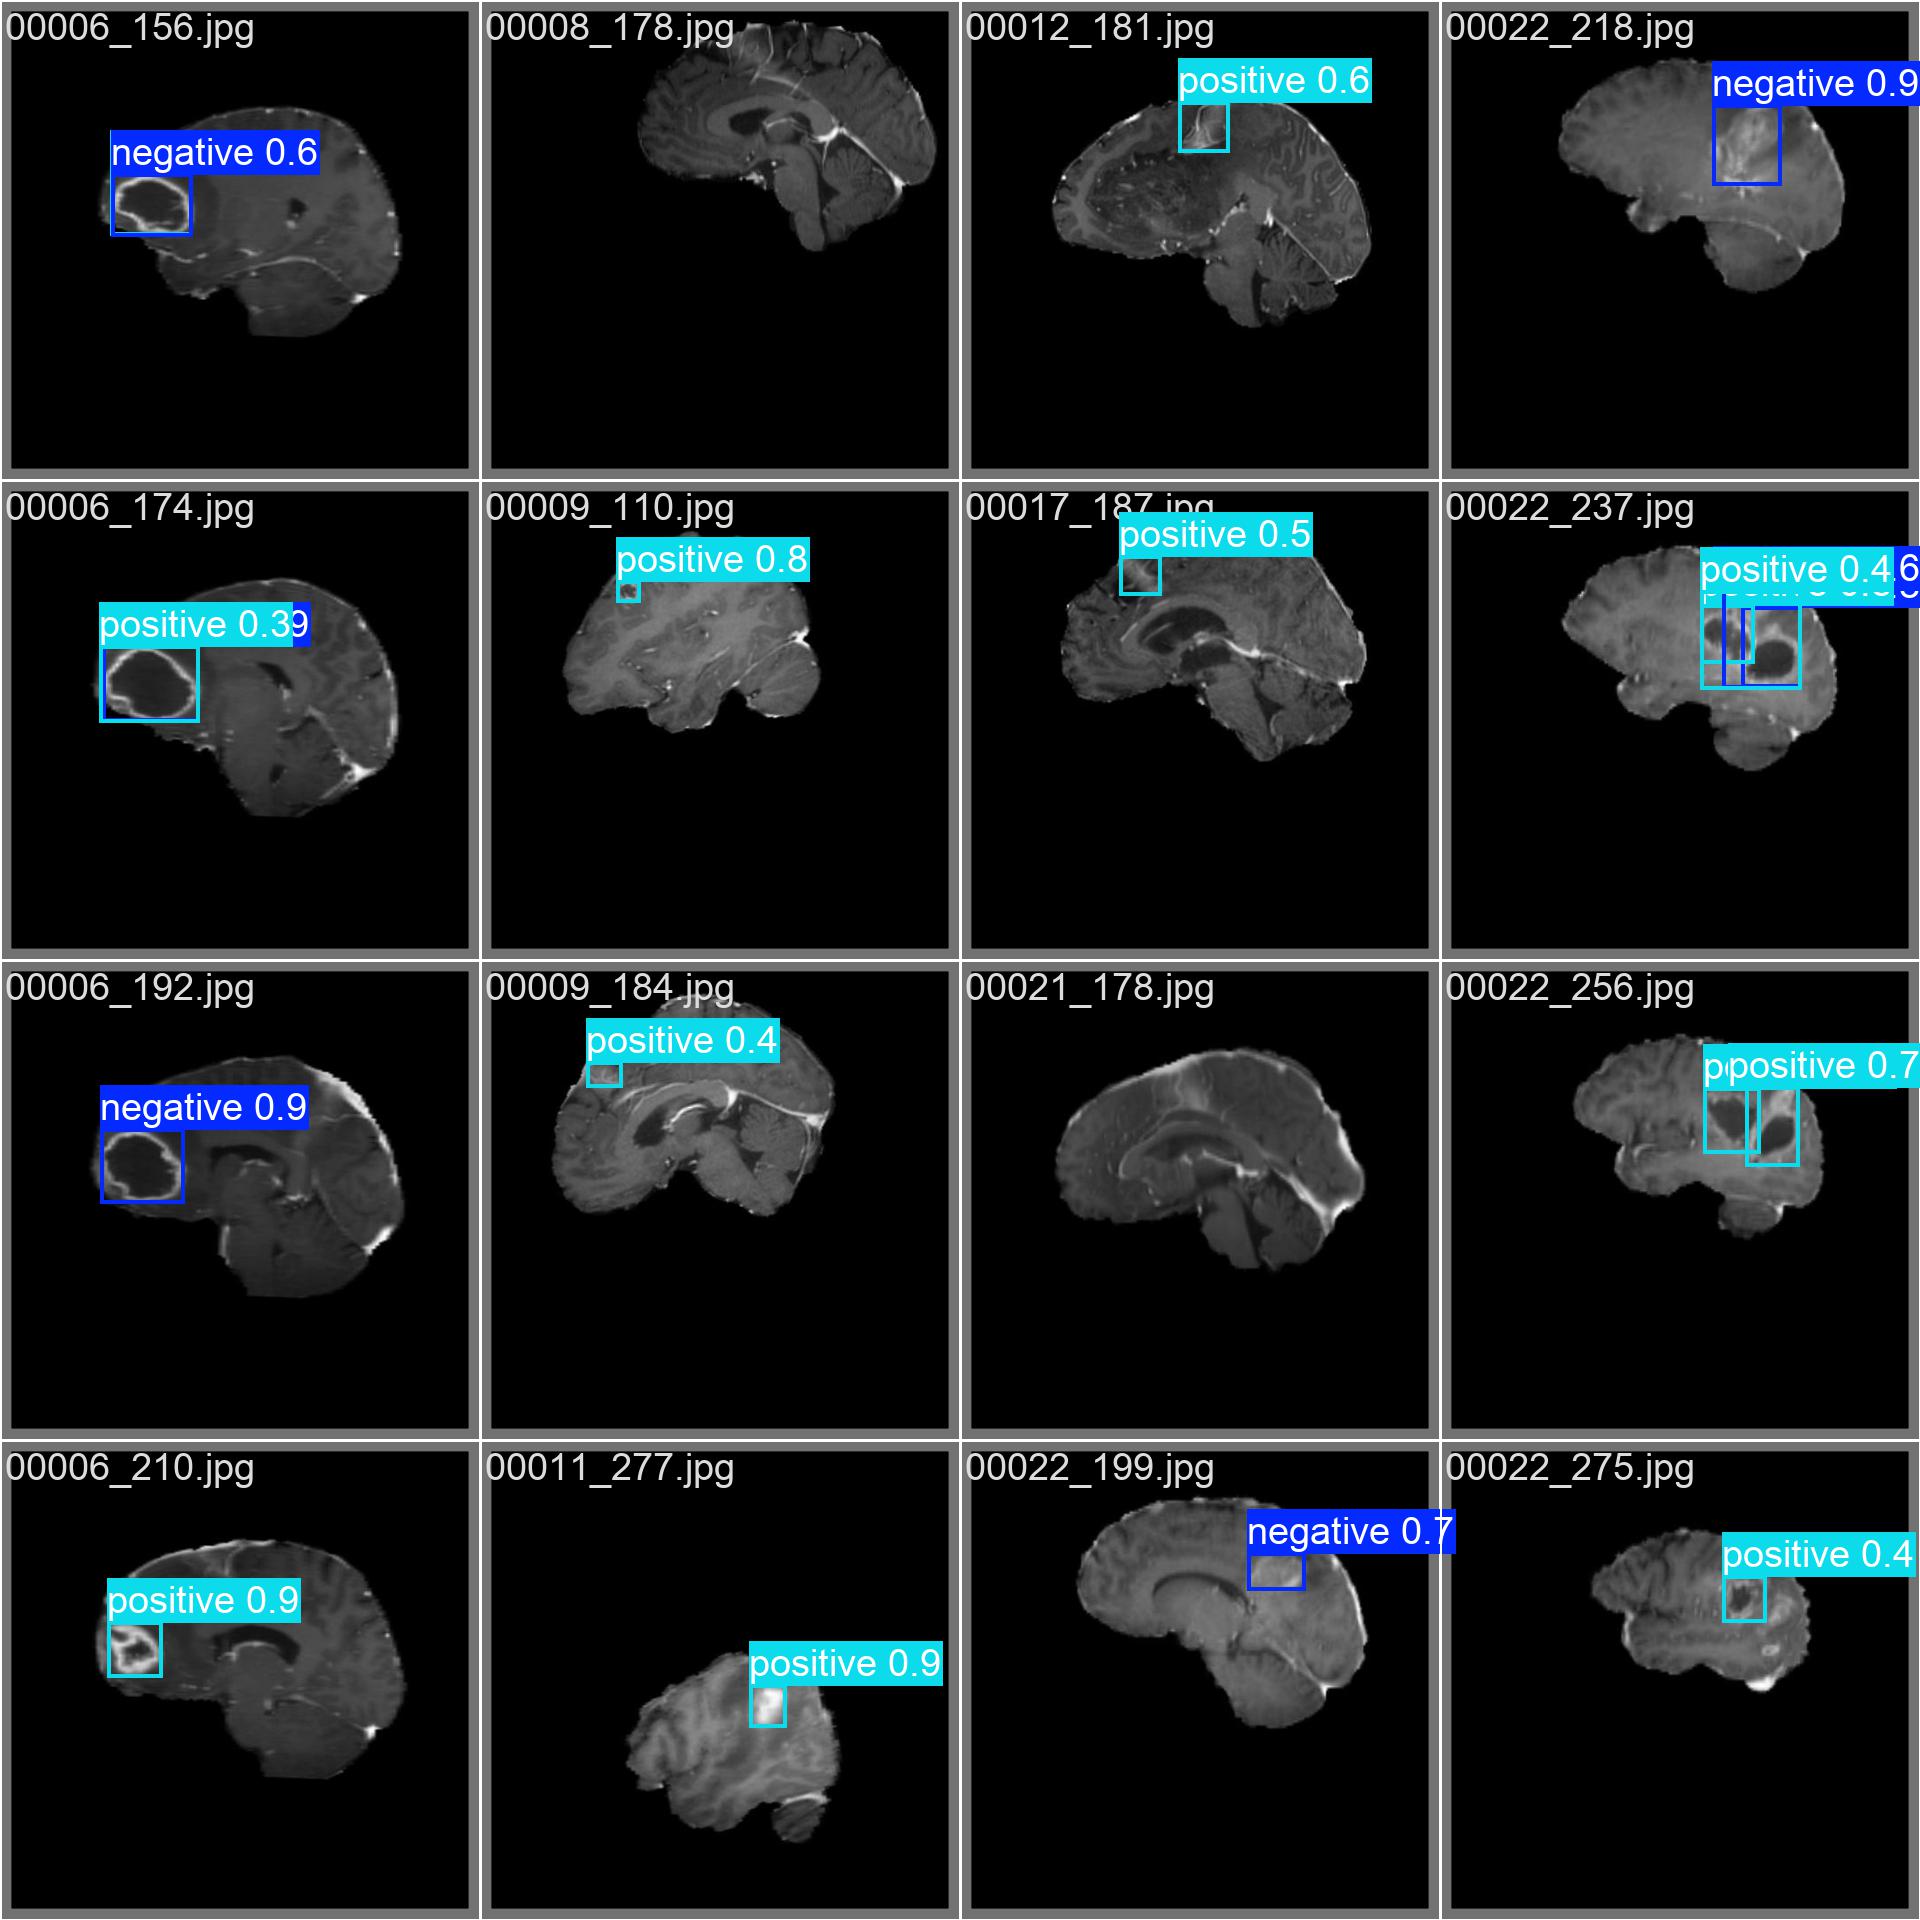 00006_156.jpg
negative 0.6
00008_178.jpg
00012_181.jpg
positive 0.6
00022_218.jpg
negative 0.9
00006_174.jpg
positive 0.39
00009_110.jpg
positive 0.8
00017_187.jpg
positive 0.5
00022_237.jpg
positive 0.4.6
00006_192.jpg
negative 0.9
00009_184.jpg
positive 0.4
00021_178.jpg
00022_256.jpg
positive 0.7
00006_210.jpg
positive 0.9
00011_277.jpg
positive 0.9
00022_199.jpg
negative 0.7
00022_275.jpg
positive 0.4